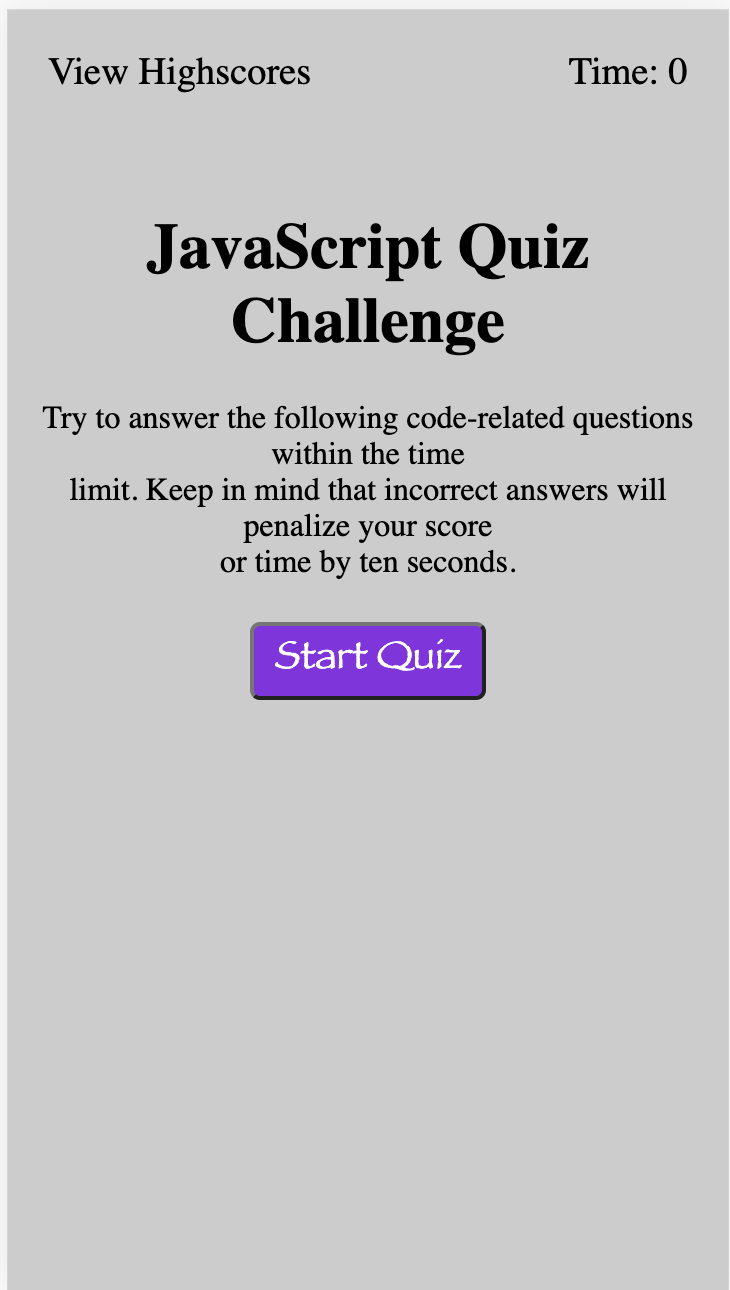 View Highscores
Time: 0
JavaScript Quiz
Challenge
Try to answer the following code-related questions
within the time
limit. Keep in mind that incorrect answers will
penalize your score
or time by ten seconds.
Start Quiz